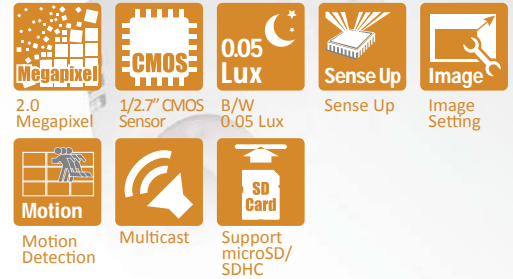 Megapixel
CMOS
0.05
Lux
Sense Up
Image
2.0
Megapixel
1/2.7” CMOS
Sensor
B/W
0.05 Lux
Sense Up
Image
Setting
Motion
SD
Card
Motion
Detection
Multicast
Support
microSD/
SDHC